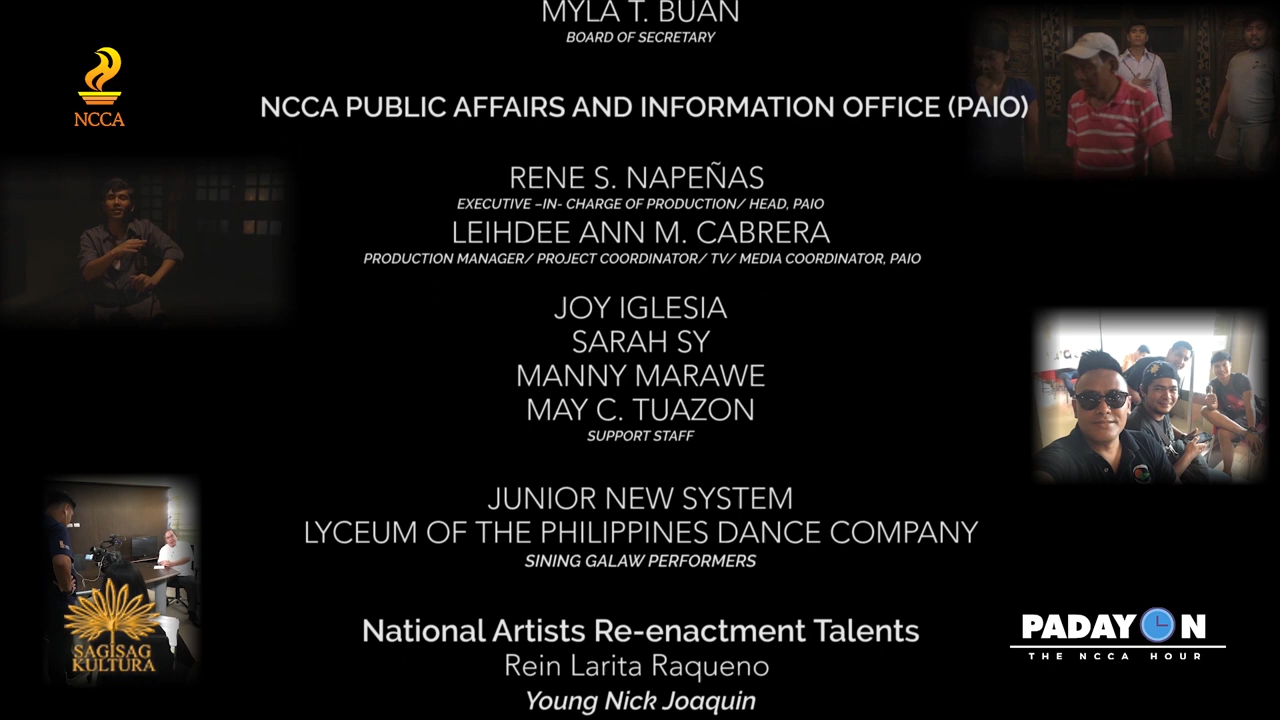 MYLA T. BUAN
BOARD OF SECRETARY
NCCA
NCCA PUBLIC AFFAIRS AND INFORMATION OFFICE (PAIO)
RENE S. NAPEÑAS
EXECUTIVE –IN- CHARGE OF PRODUCTION/ HEAD, PAIO
LEIHDEE ANN M. CABRERA
PRODUCTION MANAGER/ PROJECT COORDINATOR/ TV/ MEDIA COORDINATOR, PAIO
JOY IGLESIA
SARAH SY
MANNY MARAWE
MAY C. TUAZON
SUPPORT STAFF
JUNIOR NEW SYSTEM
LYCEUM OF THE PHILIPPINES DANCE COMPANY
SINING GALAW PERFORMERS
National Artists Re-enactment Talents
Rein Larita Raqueno
Young Nick Joaquin
SAGISAG
KULTURA
PADAYON
THE NCCA HOUR